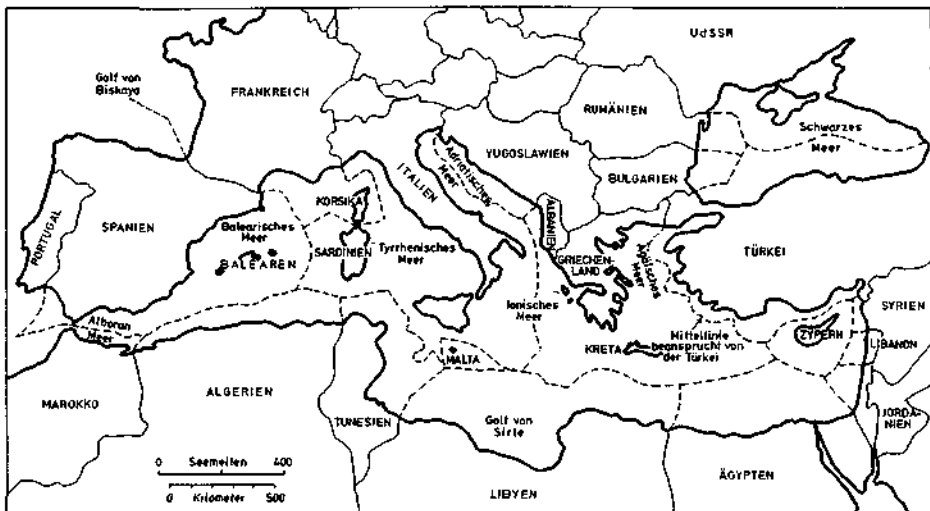 UdSSR
Golf von
Biskaya
FRANKREICH
RUMÄNIEN
Schwarzes
Meer
Adriatischen
Meer
YUGOSLAWIEN
BULGARIEN
ITALIEN
KORSIKA
PORTUGAL
SPANIEN
Balearisches
Meer
BALEAREN
SARDINIEN
Tyrrhenisches
Meer
ALBANIEN
GRIECHEN-
LAND
Ägäisches
Meer
TÜRKEI
Ionisches
Meer
SYRIEN
Alboran
Meer
Mittellinie
beansprucht von
der Türkei
ZYPERN
LIBANON
KRETA
MALTA
MAROKKO
ALGERIEN
TUNESIEN
Golf von
Sirte
JORDA-
NIEN
0 Seemeilen 400
0 Kilometer 500
LIBYEN
ÄGYPTEN